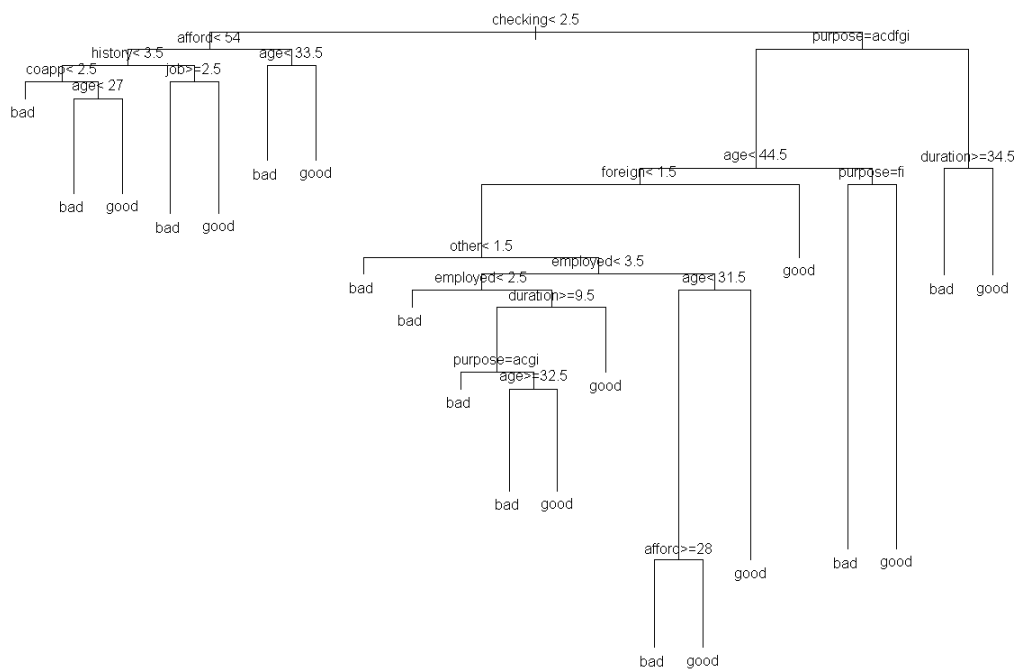 checking< 2.5
afford< 54
purpose=acdfgi
history< 3.5
age< 33.5
coapp< 2.5
job>=2.5
age< 27
bad
bad
good
bad
good
bad
good
age< 44.5
duration>=34.5
foreign< 1.5
purpose=fi
bad
good
other< 1.5
employed< 3.5
good
employed< 2.5
age< 31.5
bad
bad
good
duration>=9.5
bad
purpose=acgi
age>=32.5
good
bad
bad
good
afford>=28
good
bad
good
bad
good